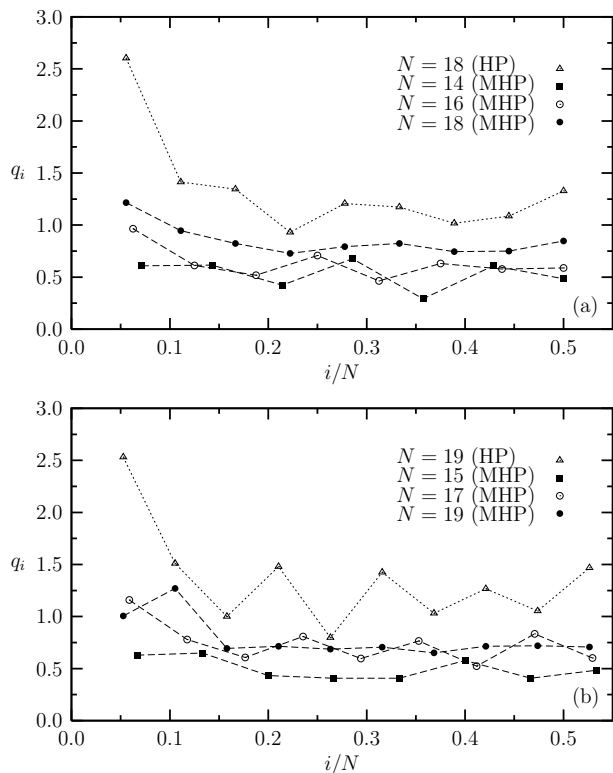 3.0
N = 18 (HP)
N = 14 (MHP)
N = 16 (MHP)
N = 18 (MHP)
2.5
2.0
q_i
1.5
1.0
0.5
0.0
(a)
0.0 0.1 0.2 0.3 0.4 0.5
i/N
3.0
N = 19 (HP)
N = 15 (MHP)
N = 17 (MHP)
N = 19 (MHP)
2.5
2.0
q_i
1.5
1.0
0.5
0.0
(b)
0.0 0.1 0.2 0.3 0.4 0.5
i/N